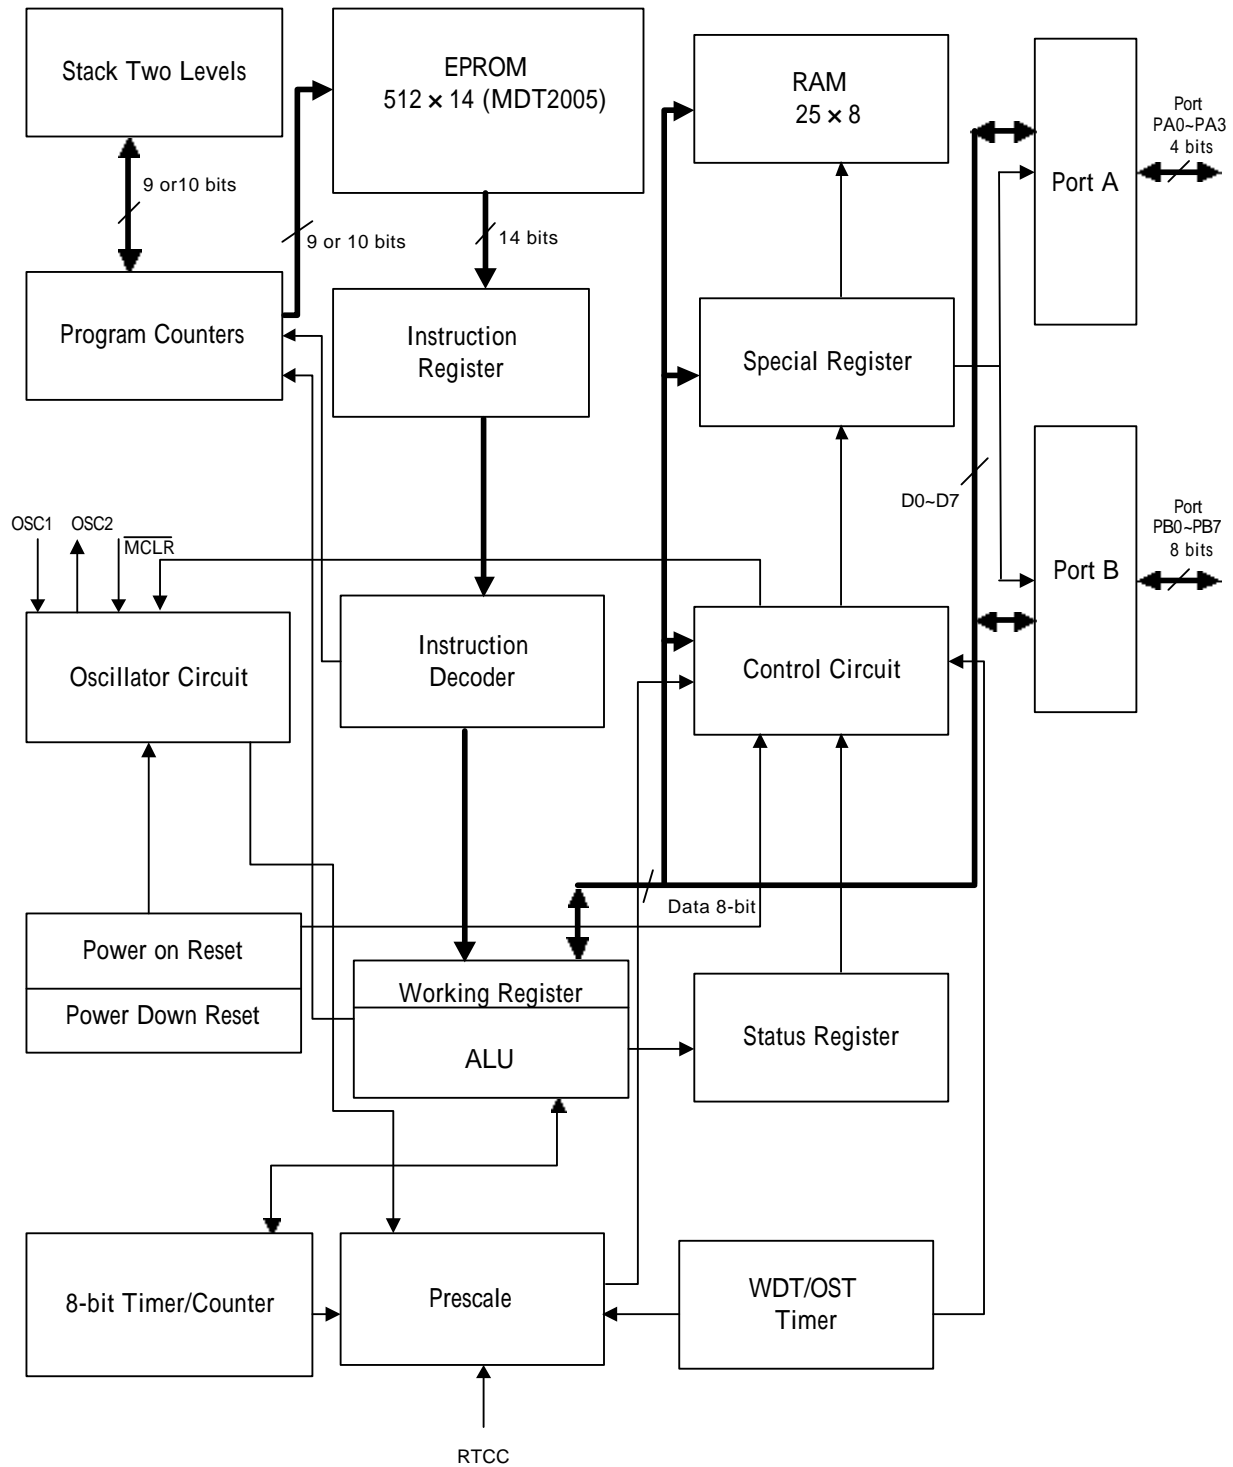 Stack Two Levels
EPROM
512 × 14 (MDT2005)
RAM
25 × 8
Port
PA0~PA3
4 bits
Port A
9 or10 bits
9 or 10 bits
14 bits
Program Counters
Instruction
Register
Special Register
D0~D7
OSC1
OSC2
MCLR
Port
PB0~PB7
8 bits
Port B
Oscillator Circuit
Instruction
Decoder
Control Circuit
Data 8-bit
Power on Reset
Power Down Reset
Working Register
ALU
Status Register
8-bit Timer/Counter
Prescale
WDT/OST
Timer
RTCC